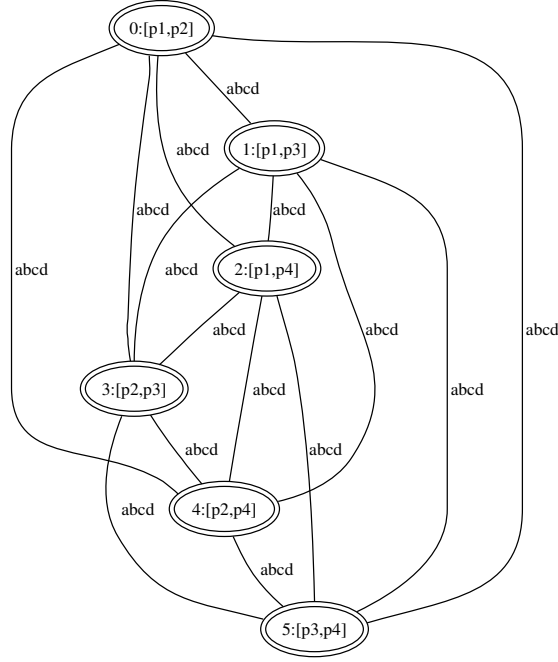 0:[p1,p2]
abcd
1:[p1,p3]
abcd
abcd
abcd
2:[p1,p4]
abcd
abcd
abcd
abcd
abcd
3:[p2,p3]
abcd
abcd
abcd
abcd
abcd
4:[p2,p4]
abcd
abcd
5:[p3,p4]